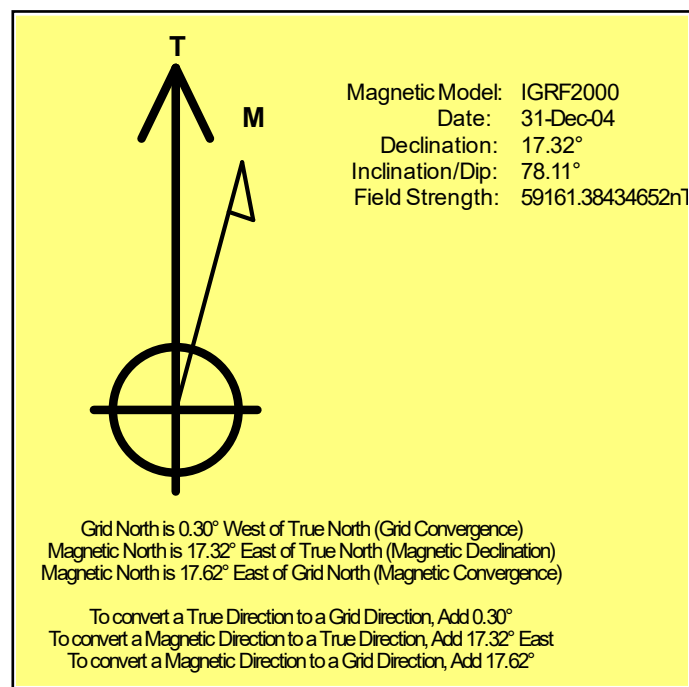 T
M
Magnetic Model: IGRF2000
Date: 31-Dec-04
Declination: 17.32°
Inclination/Dip: 78.11°
Field Strength: 59161.38434652nT
Grid North is 0.30° West of True North (Grid Convergence)
Magnetic North is 17.32° East of True North (Magnetic Declination)
Magnetic North is 17.62° East of Grid North (Magnetic Convergence)
To convert a True Direction to a Grid Direction, Add 0.30°
To convert a Magnetic Direction to a True Direction, Add 17.32° East
To convert a Magnetic Direction to a Grid Direction, Add 17.62°